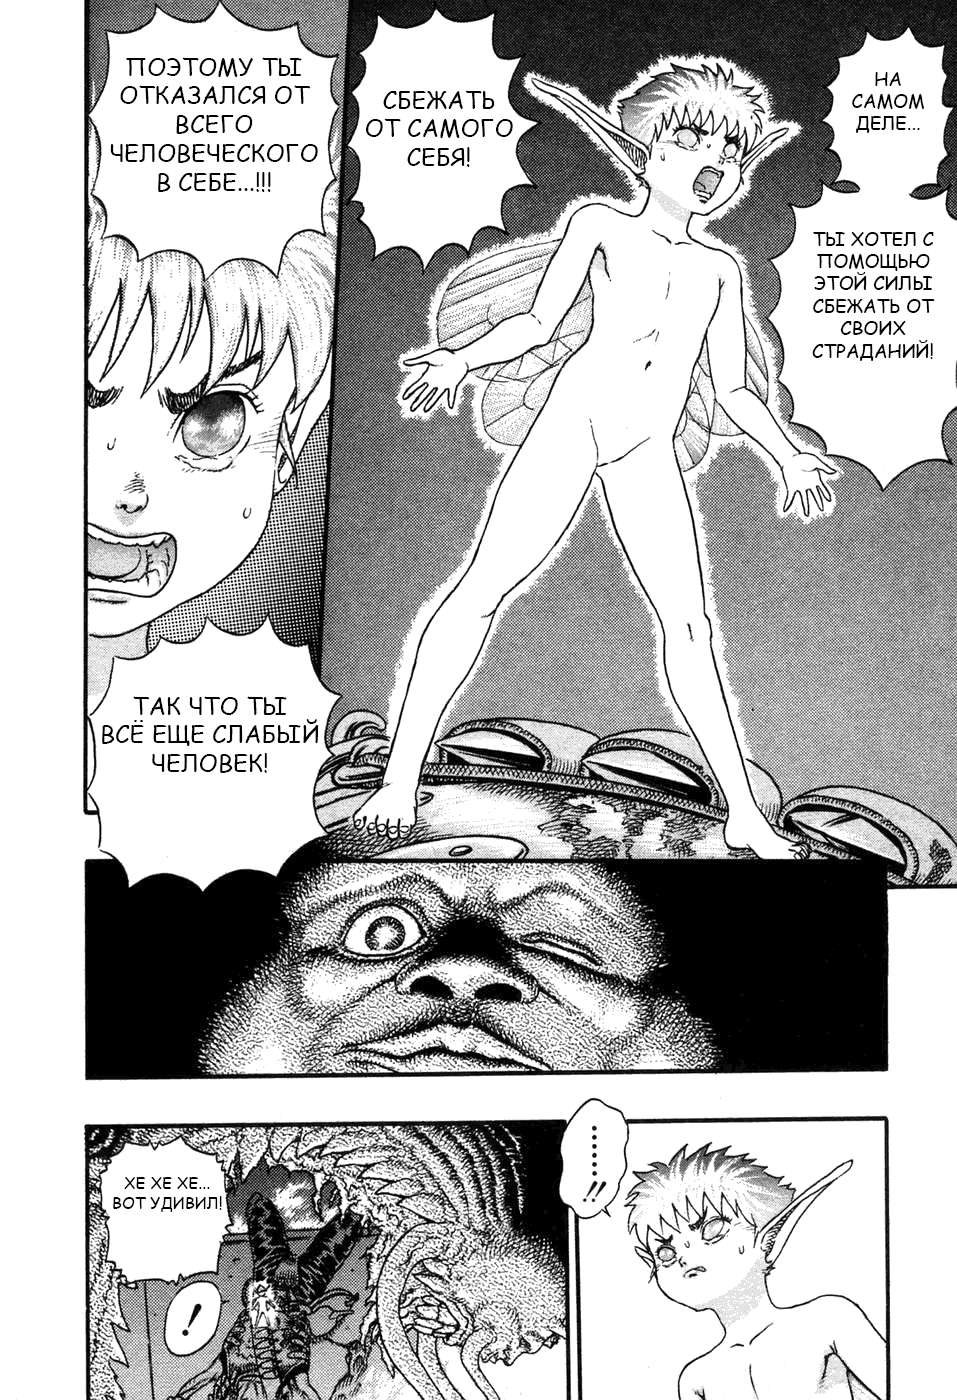 НА
САМОМ
ДЕЛЕ...
ТЫ ХОТЕЛ С
ПОМОЩЬЮ
ЭТОЙ СИЛЫ
СБЕЖАТЬ ОТ
СВОИХ
СТРАДАНИЙ!
СБЕЖАТЬ
ОТ САМОГО
СЕБЯ!
ПОЭТОМУ ТЫ
ОТКАЗАЛСЯ ОТ
ВСЕГО
ЧЕЛОВЕЧЕСКОГО
В СЕБЕ...!!!
ТАК ЧТО ТЫ
ВСЁ ЕЩЕ СЛАБЫЙ
ЧЕЛОВЕК!
......!!
ХЕ ХЕ ХЕ...
ВОТ УДИВИЛ!
!